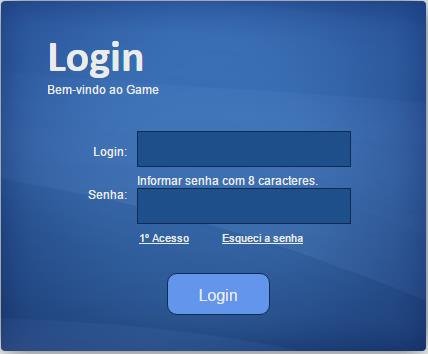 Login
Bem-vindo ao Game
Login:
Informar senha com 8 caracteres.
Senha:
1º Acesso Esqueci a senha
Login